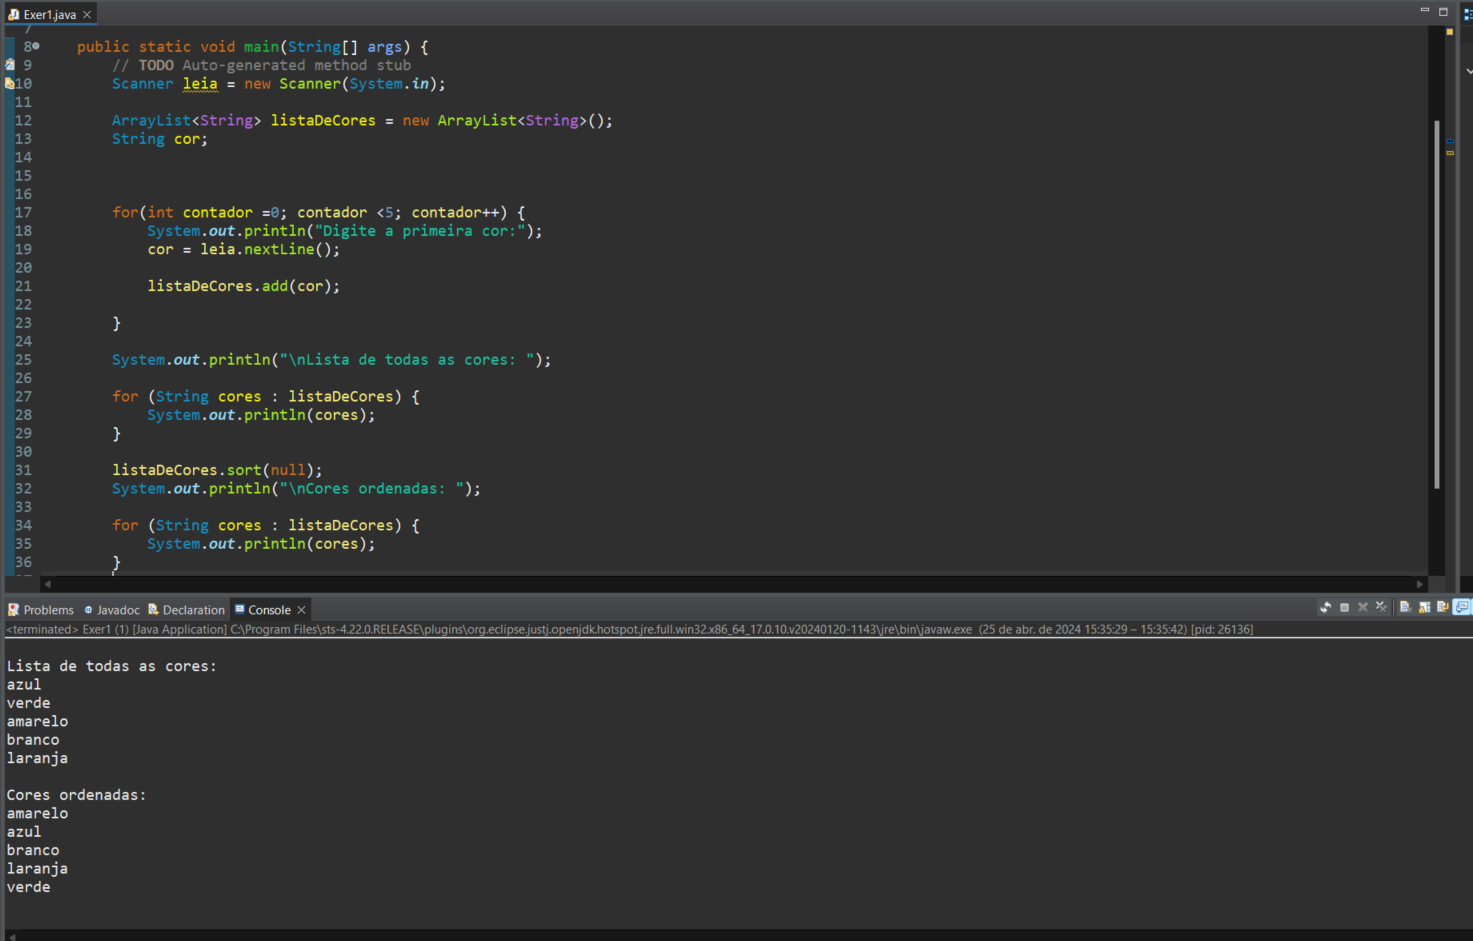 Exer1.java
7
8 public static void main(String[] args) {
9 // TODO Auto-generated method stub
10 Scanner leia = new Scanner(System.in);
11
12 ArrayList<String> listaDeCores = new ArrayList<String>();
13 String cor;
14
15
16
17 for(int contador =0; contador <5; contador++) {
18 System.out.println("Digite a primeira cor:");
19 cor = leia.nextLine();
20
21 listaDeCores.add(cor);
22
23 }
24
25 System.out.println("\nLista de todas as cores: ");
26
27 for (String cores : listaDeCores) {
28 System.out.println(cores);
29 }
30
31 listaDeCores.sort(null);
32 System.out.println("\nCores ordenadas: ");
33
34 for (String cores : listaDeCores) {
35 System.out.println(cores);
36 }
Problems Javadoc Declaration Console
<terminated> Exer1 (1) [Java Application] C:\Program Files\sts-4.22.0.RELEASE\plugins\org.eclipse.justj.openjdk.hotspot.jre.full.win32.x86_64_17.0.10.v20240120-1143\jre\bin\javaw.exe (25 de abr. de 2024 15:35:29 – 15:35:42) [pid: 26136]
Lista de todas as cores:
azul
verde
amarelo
branco
laranja
Cores ordenadas:
amarelo
azul
branco
laranja
verde